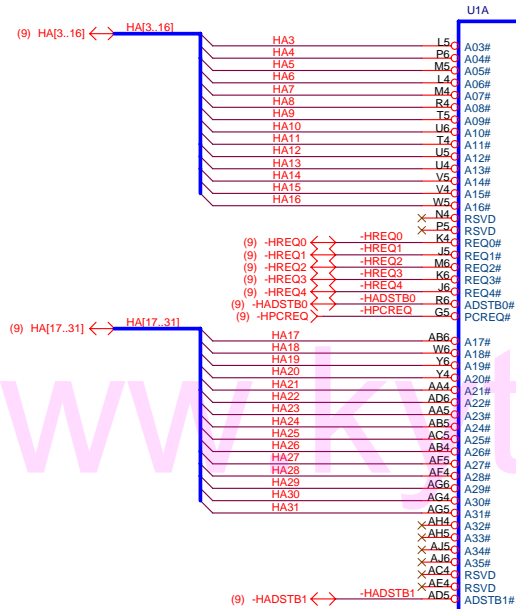 U1A
(9) HA[3..16] HA[3..16]
HA3 L5 A03#
HA4 P6 A04#
HA5 M5 A05#
HA6 L4 A06#
HA7 M4 A07#
HA8 R4 A08#
HA9 T5 A09#
HA10 U6 A10#
HA11 T4 A11#
HA12 U5 A12#
HA13 U4 A13#
HA14 V5 A14#
HA15 V4 A15#
HA16 W5 A16#
N4 RSVD
P5 RSVD
(9) -HREQ0 -HREQ0 K4 REQ0#
(9) -HREQ1 -HREQ1 J5 REQ1#
(9) -HREQ2 -HREQ2 M6 REQ2#
(9) -HREQ3 -HREQ3 K6 REQ3#
(9) -HREQ4 -HREQ4 J6 REQ4#
(9) -HADSTB0 -HADSTB0 R6 ADSTB0#
(9) -HPCREQ -HPCREQ G5 PCREQ#
(9) HA[17..31] HA[17..31]
HA17 AB6 A17#
HA18 W6 A18#
HA19 Y6 A19#
HA20 Y4 A20#
HA21 AA4 A21#
HA22 AD6 A22#
HA23 AA5 A23#
HA24 AB5 A24#
HA25 AC5 A25#
HA26 AB4 A26#
HA27 AF5 A27#
HA28 AF4 A28#
HA29 AG6 A29#
HA30 AG4 A30#
HA31 AG5 A31#
AH4 A32#
AH5 A33#
AJ5 A34#
AJ6 A35#
AC4 RSVD
AE4 RSVD
(9) -HADSTB1 -HADSTB1 AD5 ADSTB1#
ww.kyt